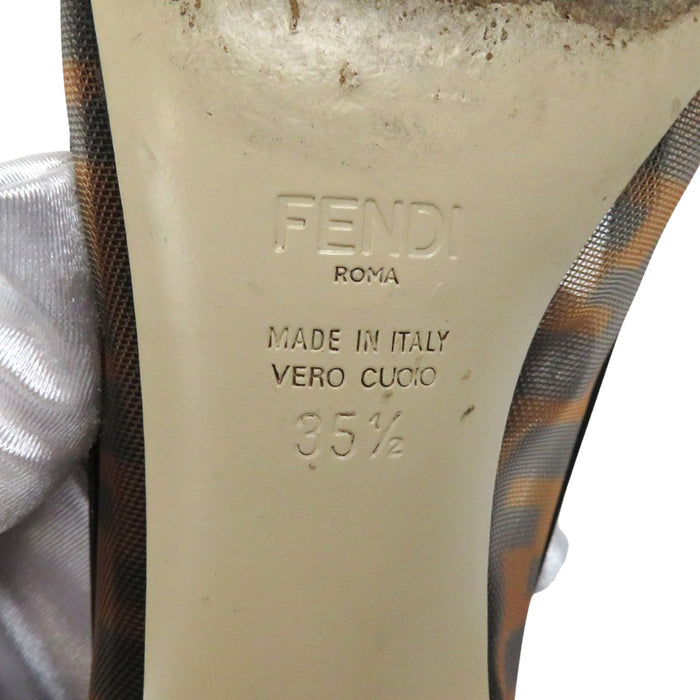 FENDI
ROMA
MADE IN ITALY
VERO CUOIO
35½